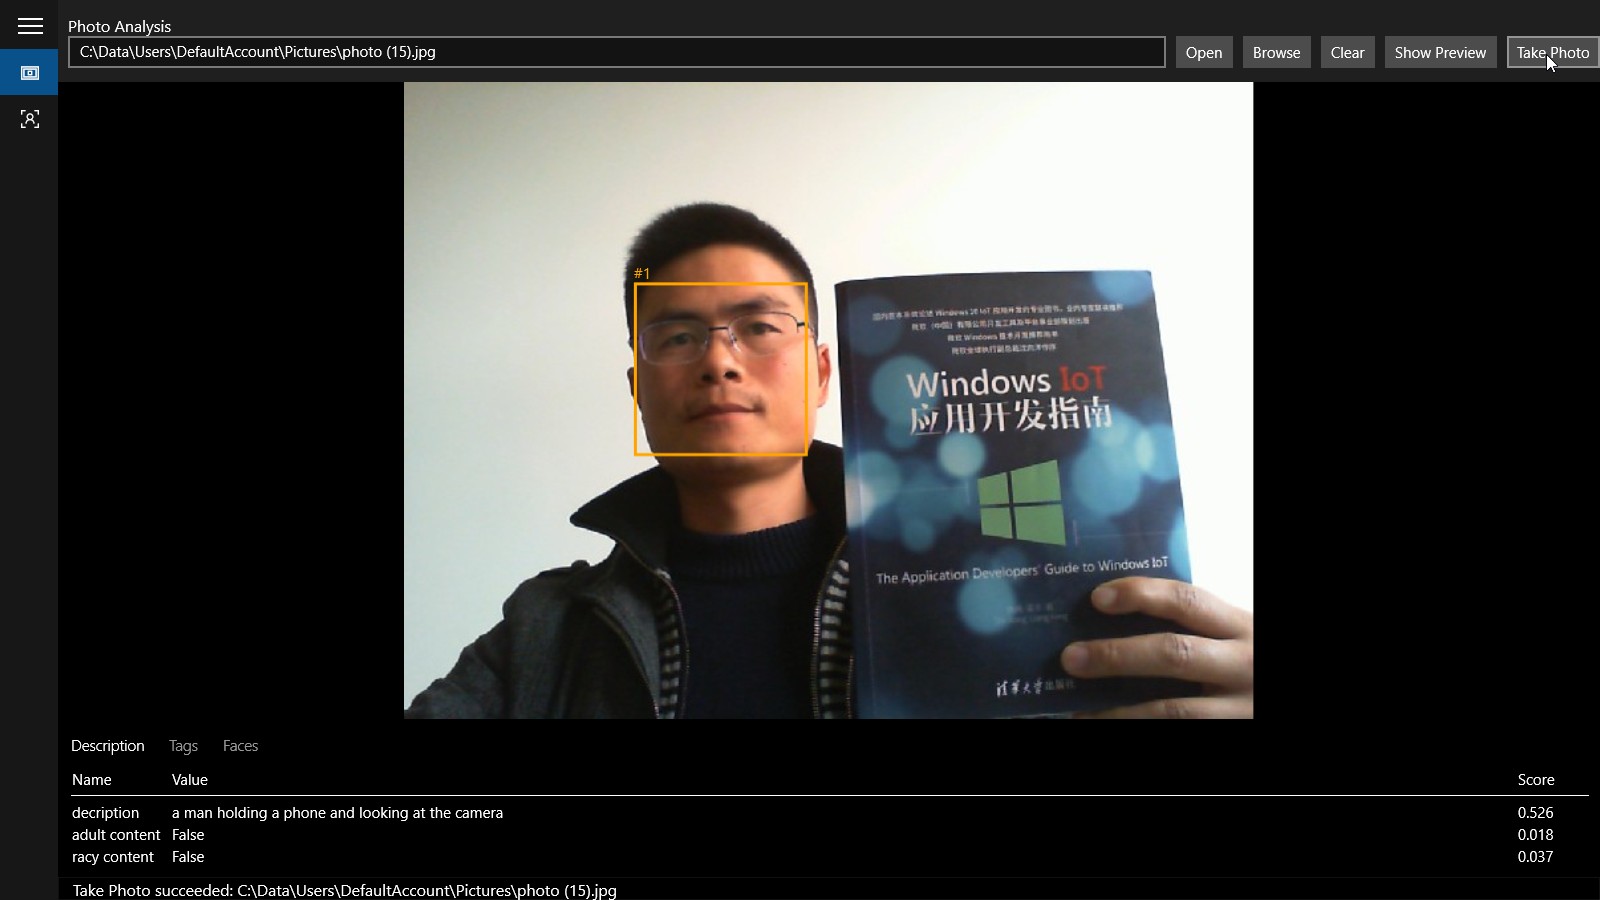 Photo Analysis
C:\Data\Users\DefaultAccount\Pictures\photo (15).jpg
Open
Browse
Clear
Show Preview
Take Photo
#1
Windows IoT
应用开发指南
The Application Developers' Guide to Windows IoT
清华大学出版社
Description Tags Faces
Name Value Score
decription a man holding a phone and looking at the camera 0.526
adult content False 0.018
racy content False 0.037
Take Photo succeeded: C:\Data\Users\DefaultAccount\Pictures\photo (15).jpg